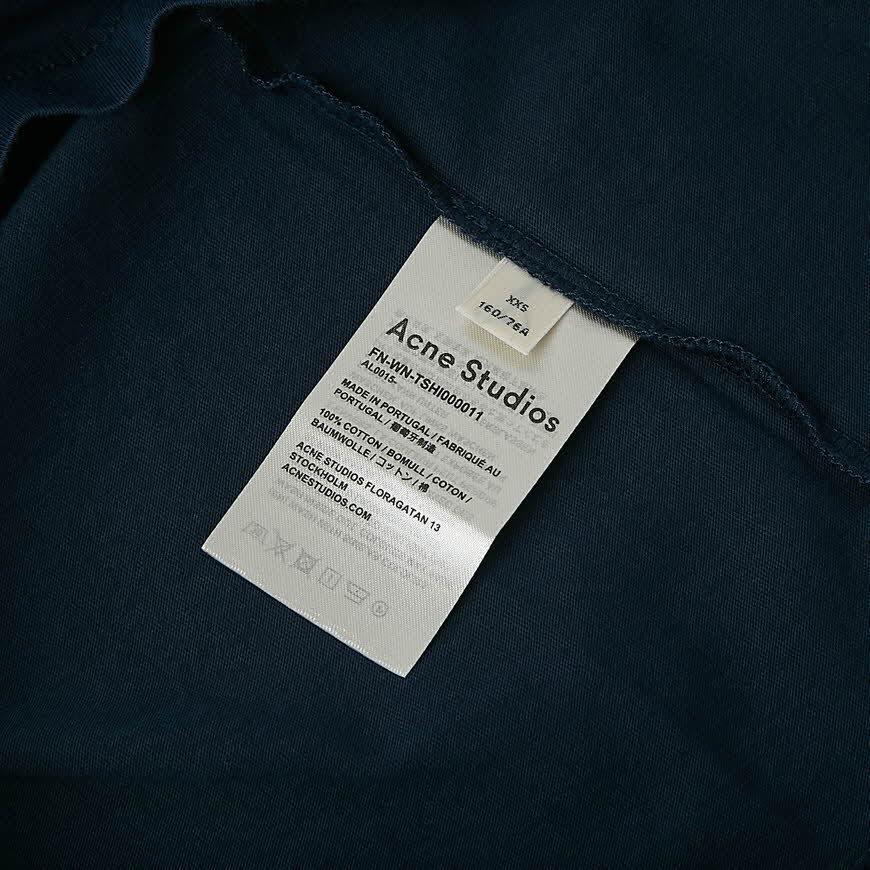 XXS
160/76A
Acne Studios
FN-WN-TSHI000011
AL0015-
MADE IN PORTUGAL / FABRIQUÉ AU
PORTUGAL / 葡萄牙制造
100% COTTON / BOMULL / COTON /
BAUMWOLLE / コットン / 棉
ACNE STUDIOS FLORAGATAN 13
STOCKHOLM
ACNESTUDIOS.COM